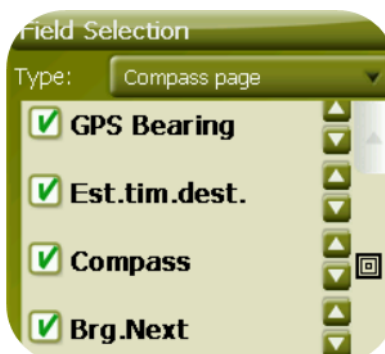 Field Selection
Type: Compass page
GPS Bearing
Est.tim.dest.
Compass
Brg.Next